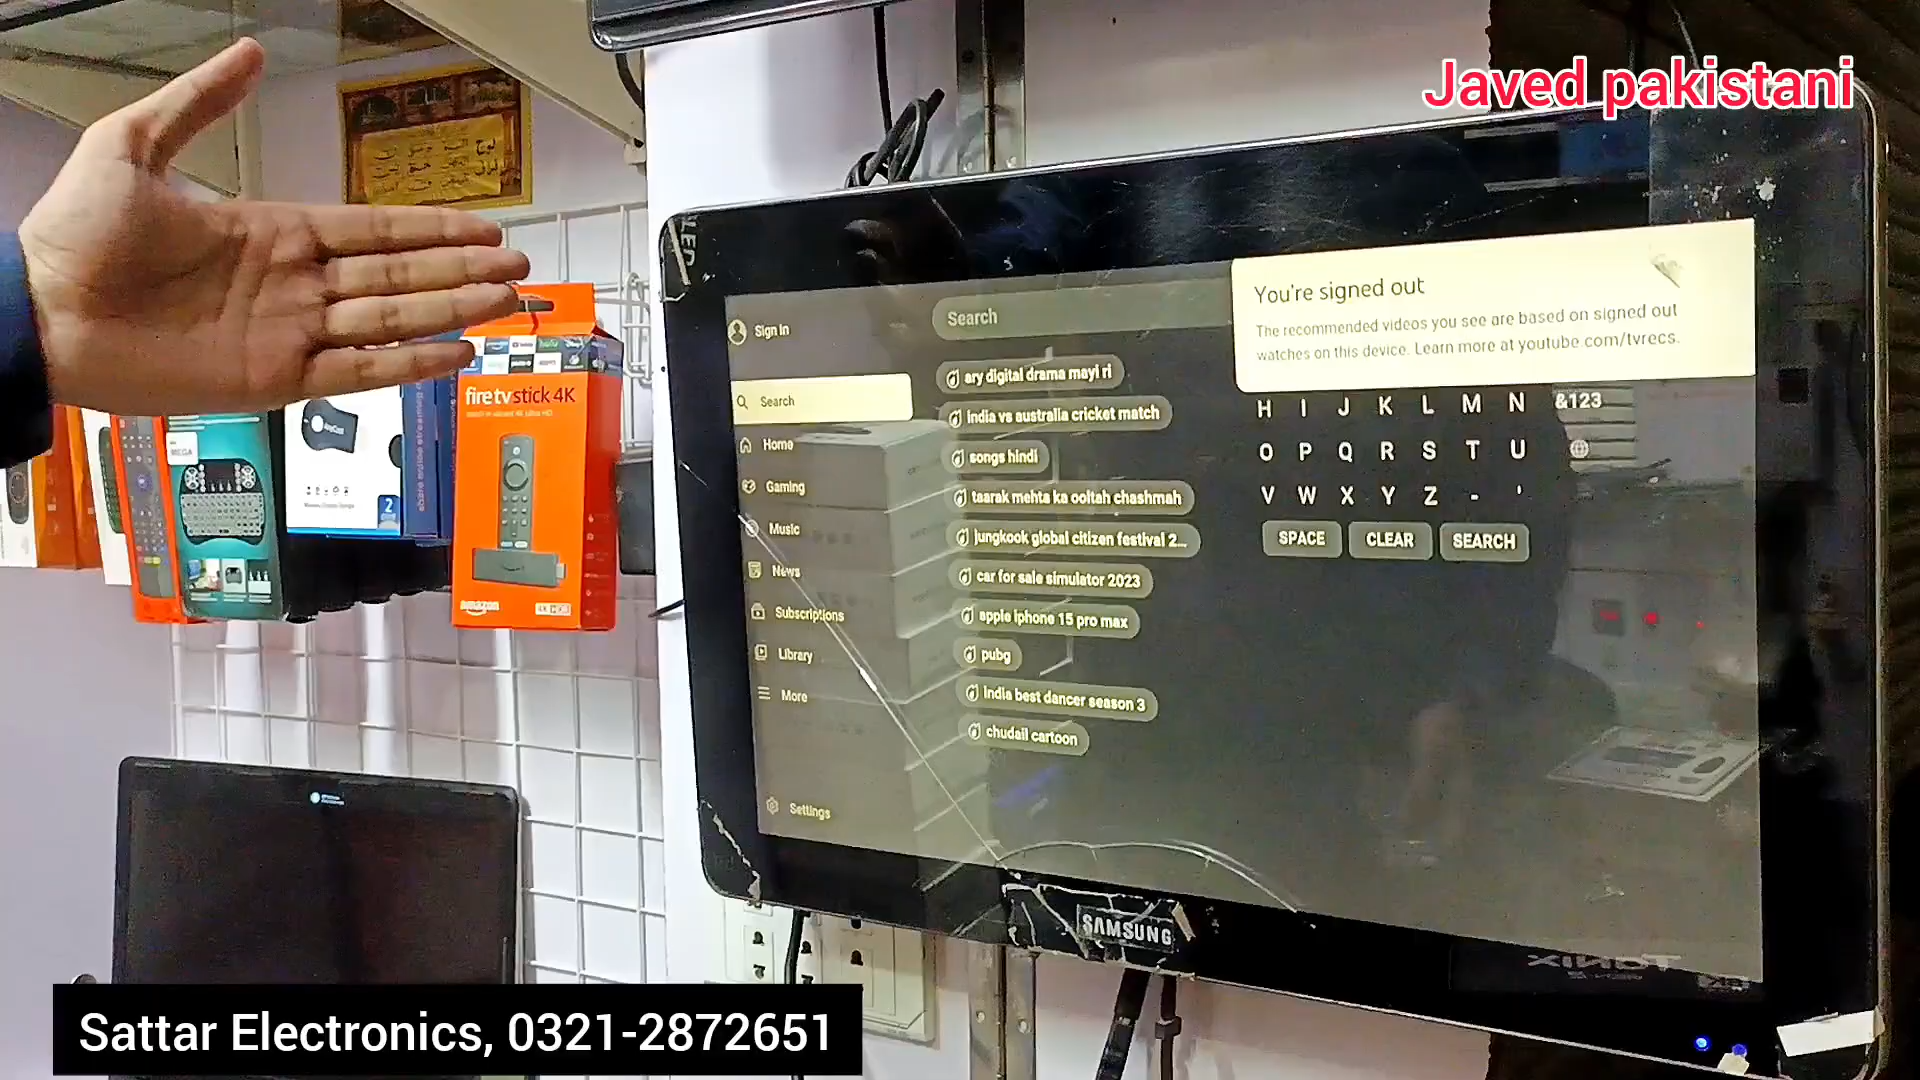 Javed pakistani
LED
Sign in
Search
Home
Gaming
Music
News
Subscriptions
Library
More
Settings
Search
ary digital drama mayi ri
india vs australia cricket match
songs hindi
taarak mehta ka ooltah chashmah
jungkook global citizen festival 2...
car for sale simulator 2023
apple iphone 15 pro max
pubg
india best dancer season 3
chudail cartoon
You're signed out
The recommended videos you see are based on signed out
watches on this device. Learn more at youtube.com/tvrecs.
H I J K L M N &123
O P Q R S T U
V W X Y Z - '
SPACE CLEAR SEARCH
SAMSUNG
firetvstick 4K
amazon
AnyCast
2
Sattar Electronics, 0321-2872651